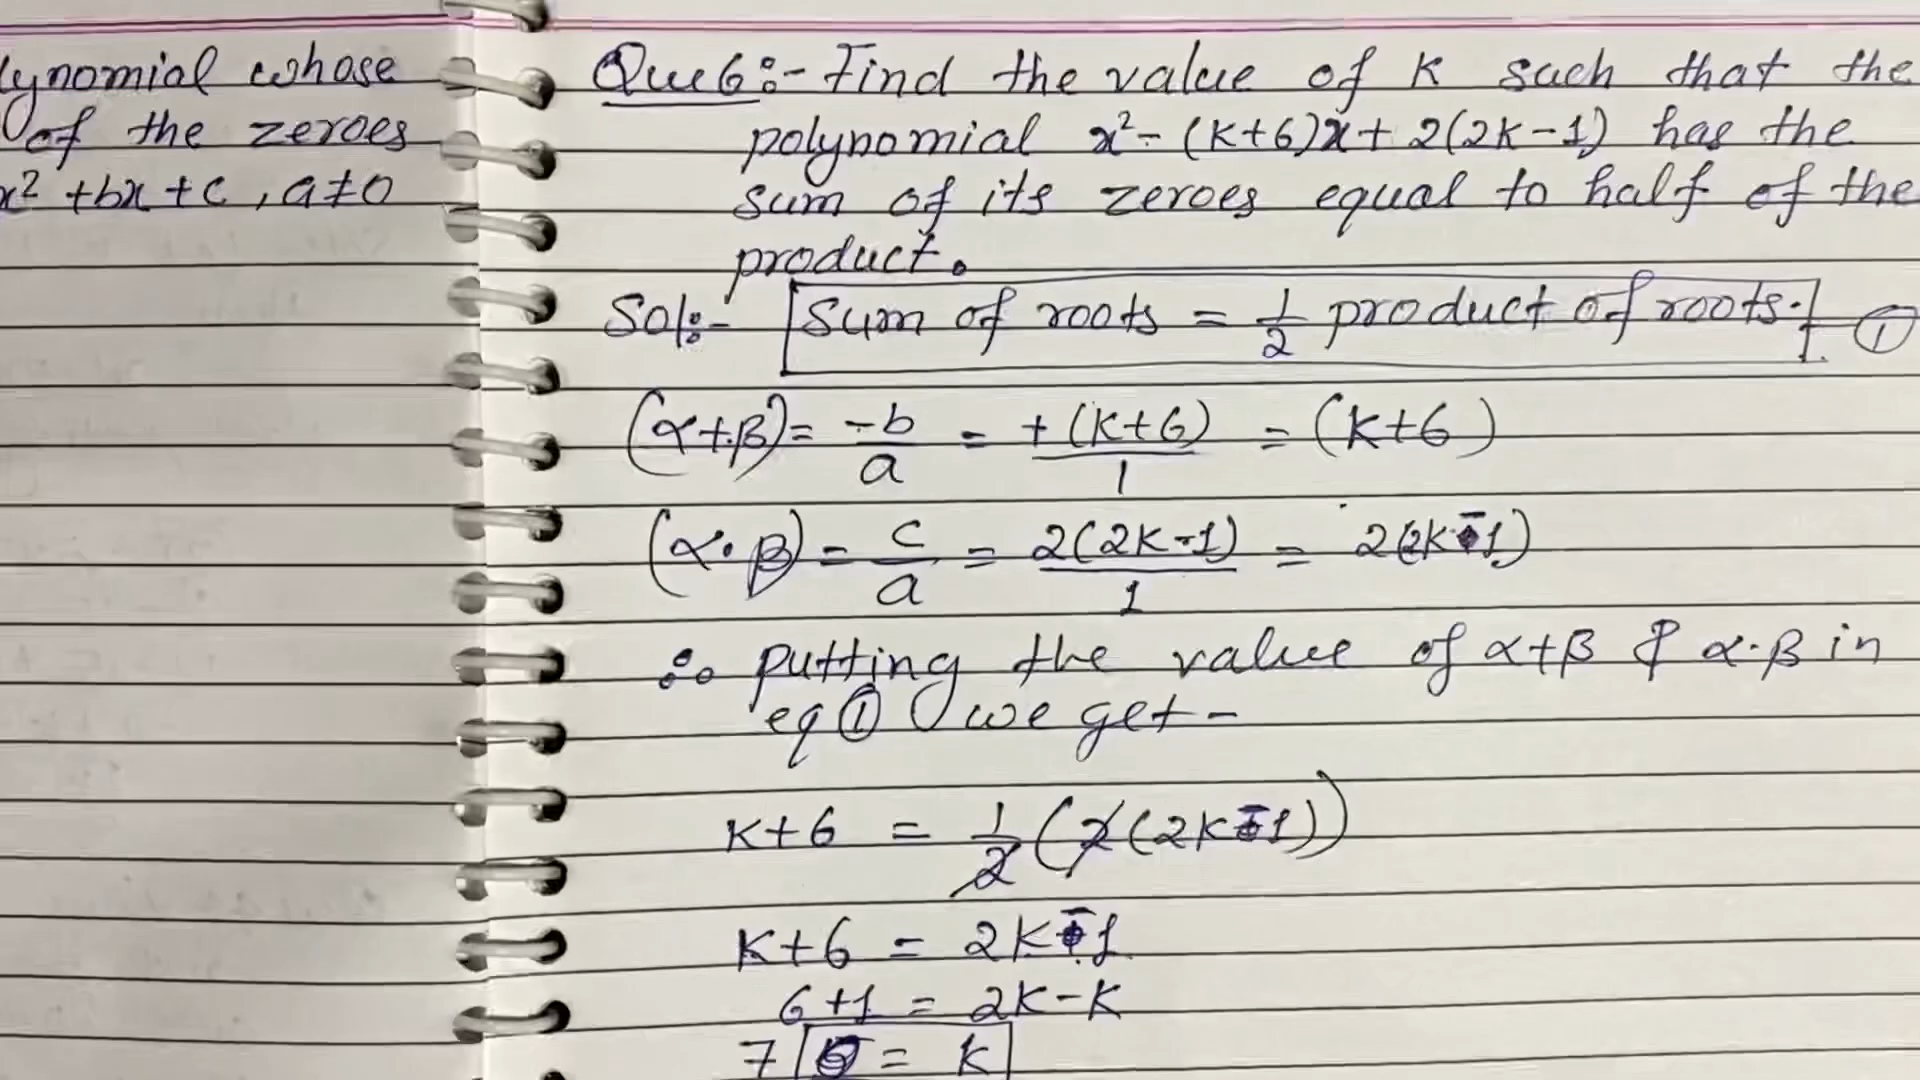 lynomial whose
of the zeroes
x² + bx + c, a ≠ 0
Que 6:- Find the value of K such that the
polynomial x² - (K+6)x + 2(2K-1) has the
sum of its zeroes equal to half of the
product.
Sol:- Sum of roots = 1/2 product of roots. ①
(α+β) = -b/a = +(K+6)/1 = (K+6)
(α·β) = c/a = 2(2K-1)/1 = 2(2K-1)
∴ putting the value of α+β & α·β in
eq ① we get -
K+6 = 1/2 (2(2K-1))
K+6 = 2K-1
6+1 = 2K-K
7 = K